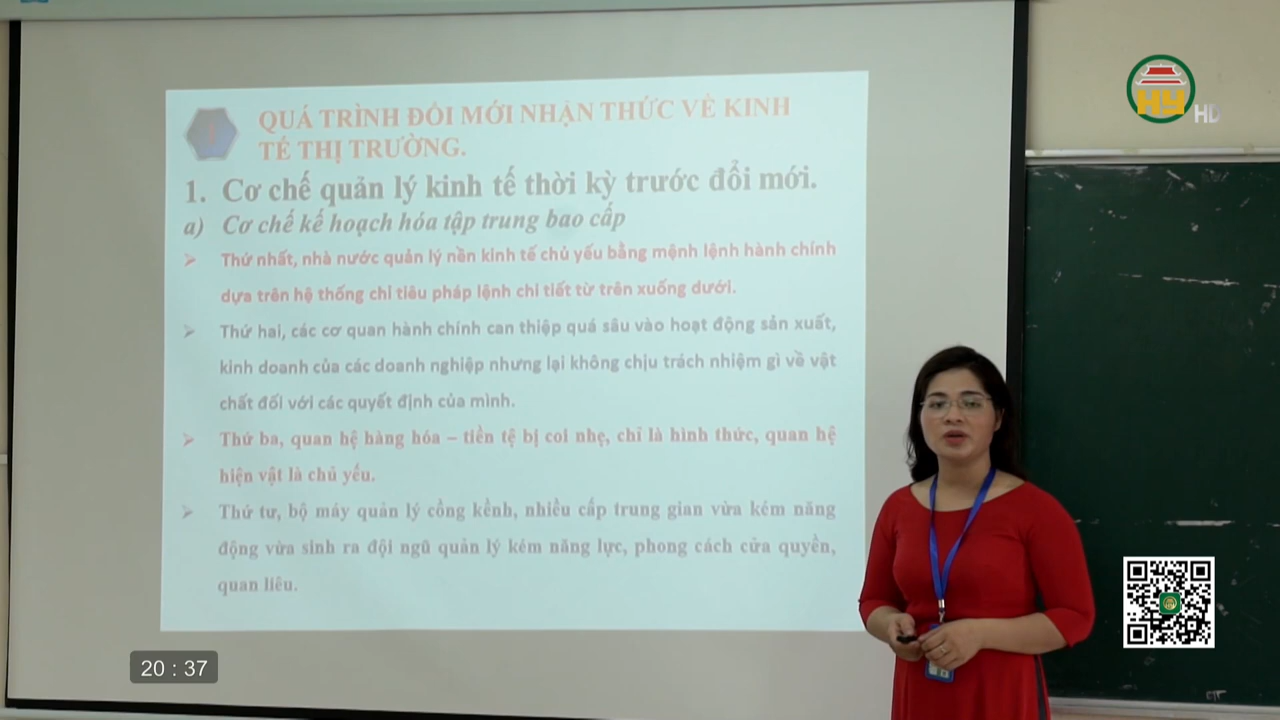 HY HD
QUÁ TRÌNH ĐỔI MỚI NHẬN THỨC VỀ KINH
TẾ THỊ TRƯỜNG.
1. Cơ chế quản lý kinh tế thời kỳ trước đổi mới.
a) Cơ chế kế hoạch hóa tập trung bao cấp
Thứ nhất, nhà nước quản lý nền kinh tế chủ yếu bằng mệnh lệnh hành chính
dựa trên hệ thống chỉ tiêu pháp lệnh chi tiết từ trên xuống dưới.
Thứ hai, các cơ quan hành chính can thiệp quá sâu vào hoạt động sản xuất,
kinh doanh của các doanh nghiệp nhưng lại không chịu trách nhiệm gì về vật
chất đối với các quyết định của mình.
Thứ ba, quan hệ hàng hóa – tiền tệ bị coi nhẹ, chỉ là hình thức, quan hệ
hiện vật là chủ yếu.
Thứ tư, bộ máy quản lý cồng kềnh, nhiều cấp trung gian vừa kém năng
động vừa sinh ra đội ngũ quản lý kém năng lực, phong cách cửa quyền,
quan liêu.
20 : 37